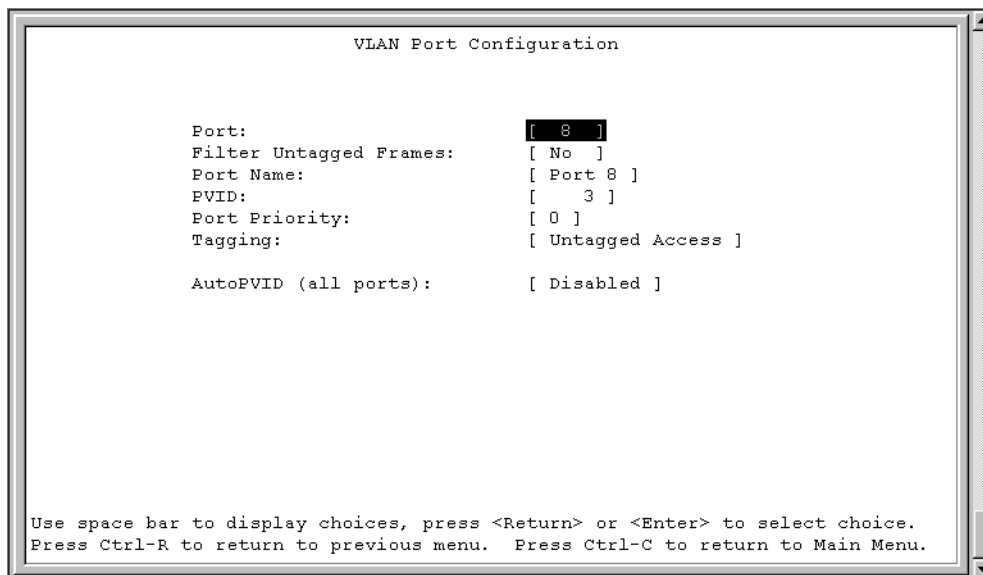 VLAN Port Configuration
Port: [ 8 ]
Filter Untagged Frames: [ No ]
Port Name: [ Port 8 ]
PVID: [ 3 ]
Port Priority: [ 0 ]
Tagging: [ Untagged Access ]
AutoPVID (all ports): [ Disabled ]
Use space bar to display choices, press <Return> or <Enter> to select choice.
Press Ctrl-R to return to previous menu. Press Ctrl-C to return to Main Menu.